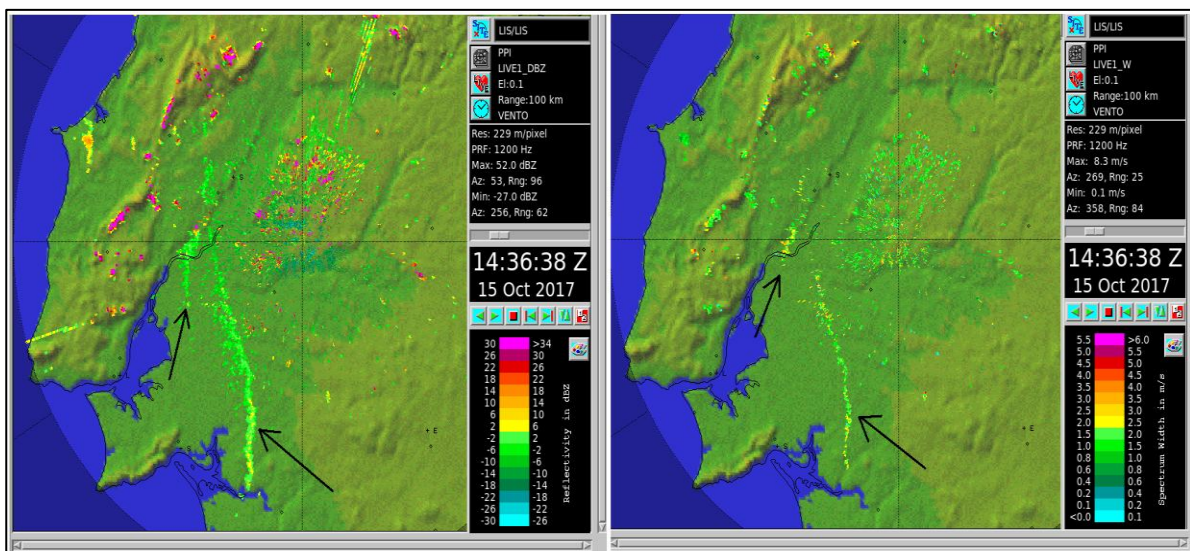 LIS/LIS
PPI
LIVE1_DBZ
El:0.1
Range:100 km
VENTO
Res: 229 m/pixel
PRF: 1200 Hz
Max: 52.0 dBZ
Az: 53, Rng: 96
Min: -27.0 dBZ
Az: 256, Rng: 62
14:36:38 Z
15 Oct 2017
30 >34
26 30
22 26
18 22
14 18
10 14
6 10
2 6
-2 2
-6 -2
-10 -6
-14 -10
-18 -14
-22 -18
-26 -22
-30 -26
Reflectivity in dBZ
S
S
+ E
LIS/LIS
PPI
LIVE1_W
El:0.1
Range:100 km
VENTO
Res: 229 m/pixel
PRF: 1200 Hz
Max: 8.3 m/s
Az: 269, Rng: 25
Min: 0.1 m/s
Az: 358, Rng: 84
14:36:38 Z
15 Oct 2017
5.5 >6.0
5.0 5.5
4.5 5.0
4.0 4.5
3.5 4.0
3.0 3.5
2.5 3.0
2.0 2.5
1.5 2.0
1.0 1.5
0.8 1.0
0.6 0.8
0.4 0.6
0.2 0.4
0.1 0.2
<0.0 0.1
Spectrum Width in m/s
S
S
+ E